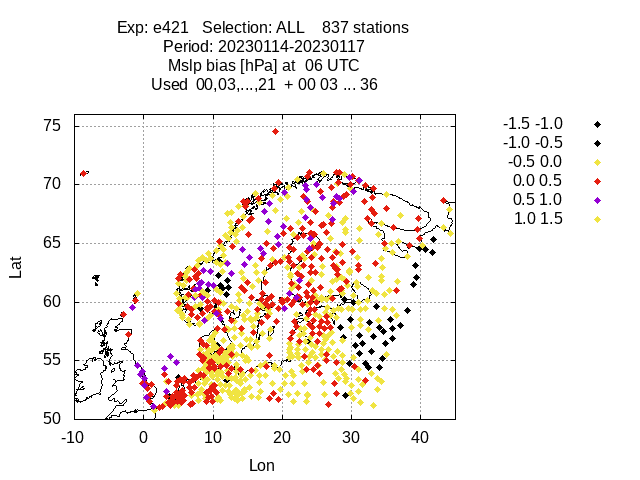 Exp: e421 Selection: ALL 837 stations
Period: 20230114-20230117
Mslp bias [hPa] at 06 UTC
Used 00,03,...,21 + 00 03 ... 36
-1.5 -1.0
-1.0 -0.5
-0.5 0.0
0.0 0.5
0.5 1.0
1.0 1.5
75
70
65
60
55
50
Lat
-10 0 10 20 30 40
Lon